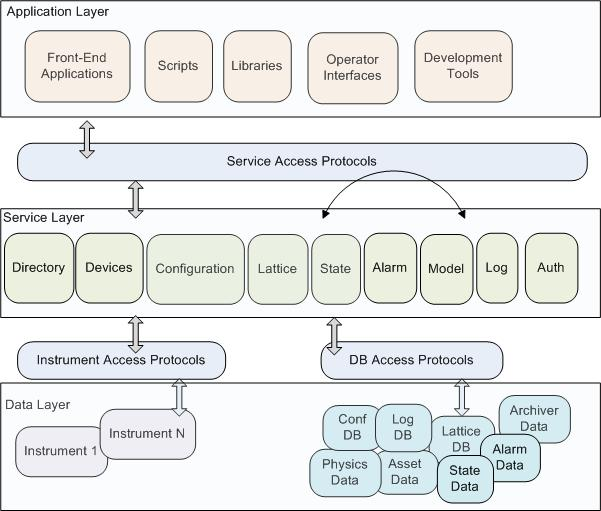 Application Layer
Front-End
Applications
Scripts
Libraries
Operator
Interfaces
Development
Tools
Service Access Protocols
Service Layer
Directory
Devices
Configuration
Lattice
State
Alarm
Model
Log
Auth
Instrument Access Protocols
DB Access Protocols
Data Layer
Instrument 1
Instrument N
Conf
DB
Log
DB
Lattice
DB
Archiver
Data
Physics
Data
Asset
Data
State
Data
Alarm
Data